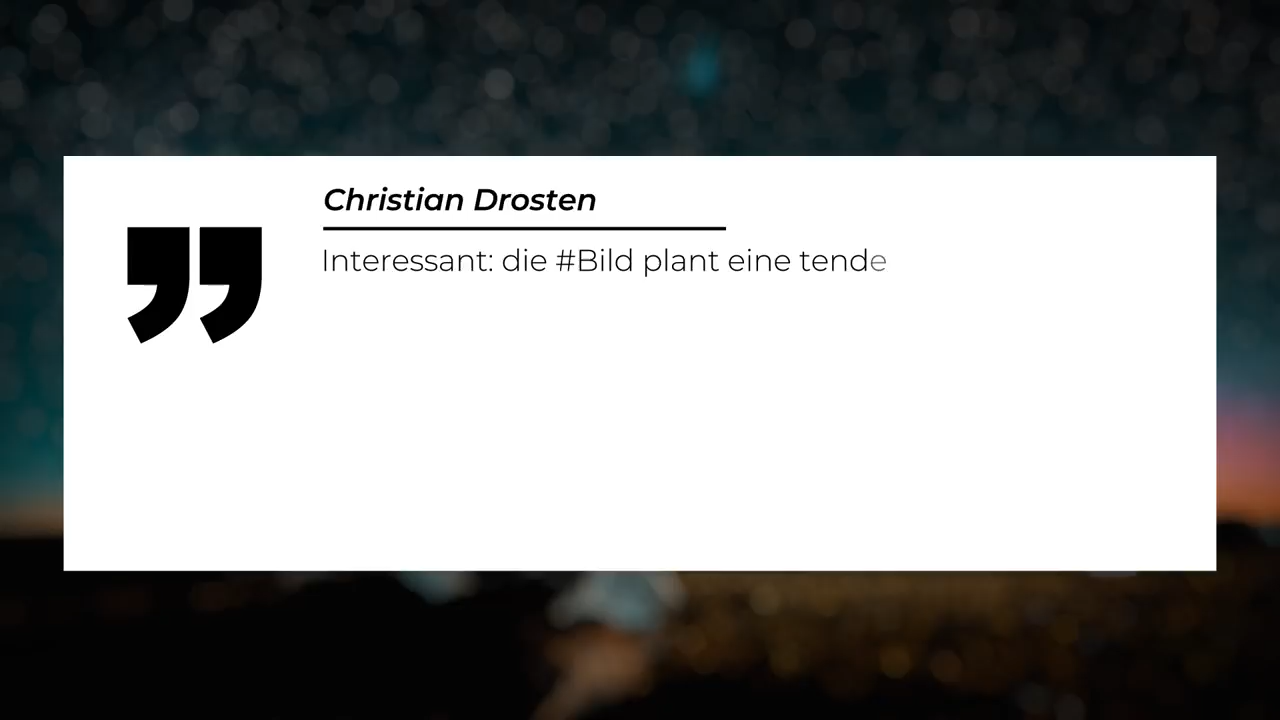 Christian Drosten
Interessant: die #Bild plant eine tende